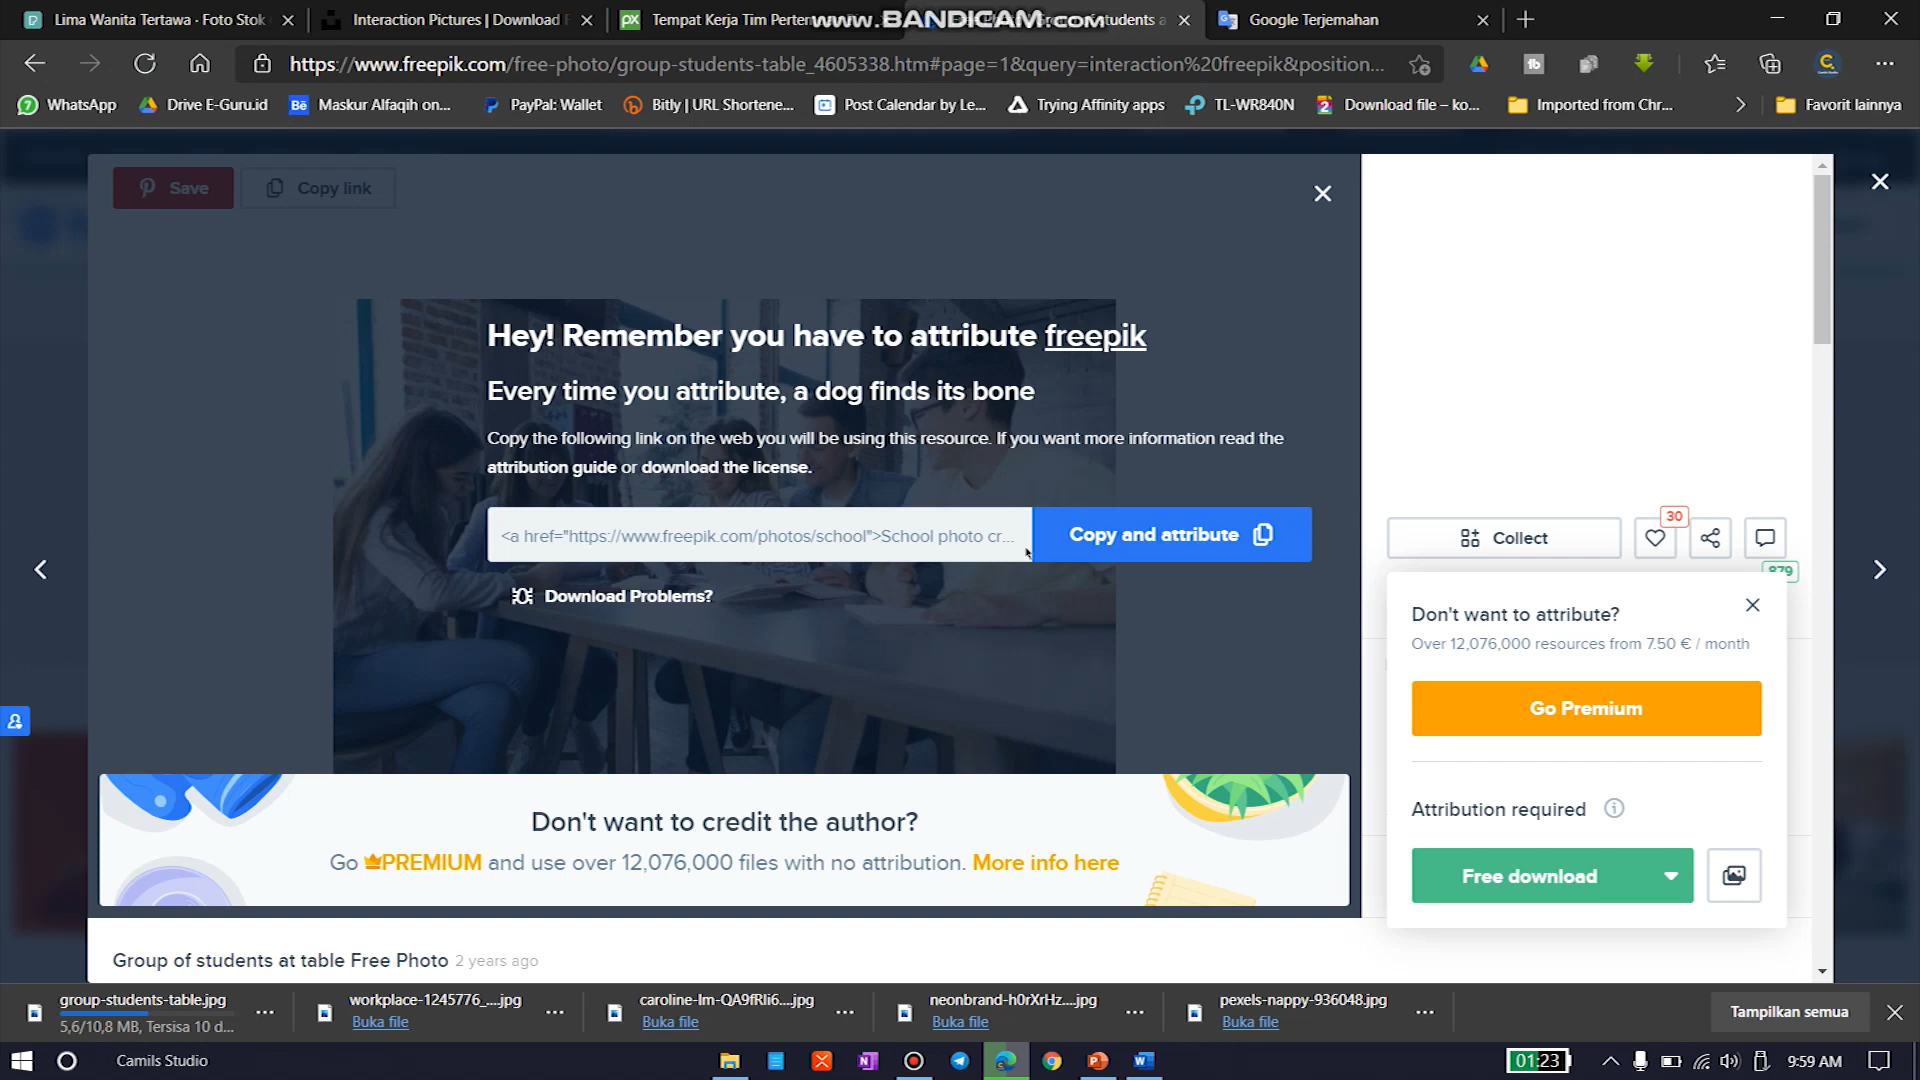 Lima Wanita Tertawa - Foto Stok
Interaction Pictures | Download F
Tempat Kerja Tim Perten
www.BANDICAM.com
students a
Google Terjemahan
https://www.freepik.com/free-photo/group-students-table_4605338.htm#page=1&query=interaction%20freepik&position...
WhatsApp
Drive E-Guru.id
Maskur Alfaqih on...
PayPal: Wallet
Bitly | URL Shortene...
Post Calendar by Le...
Trying Affinity apps
TL-WR840N
Download file – ko...
Imported from Chr...
Favorit lainnya
Save
Copy link
Hey! Remember you have to attribute freepik
Every time you attribute, a dog finds its bone
Copy the following link on the web you will be using this resource. If you want more information read the
attribution guide or download the license.
<a href="https://www.freepik.com/photos/school">School photo cr...
Copy and attribute
Download Problems?
Collect
30
879
Don't want to attribute?
Over 12,076,000 resources from 7.50 € / month
Go Premium
Attribution required
Free download
Don't want to credit the author?
Go PREMIUM and use over 12,076,000 files with no attribution. More info here
Group of students at table Free Photo 2 years ago
group-students-table.jpg
5,6/10,8 MB, Tersisa 10 d...
workplace-1245776_....jpg
Buka file
caroline-lm-QA9fRIi6....jpg
Buka file
neonbrand-h0rXrHz....jpg
Buka file
pexels-nappy-936048.jpg
Buka file
Tampilkan semua
Camils Studio
01:23
9:59 AM